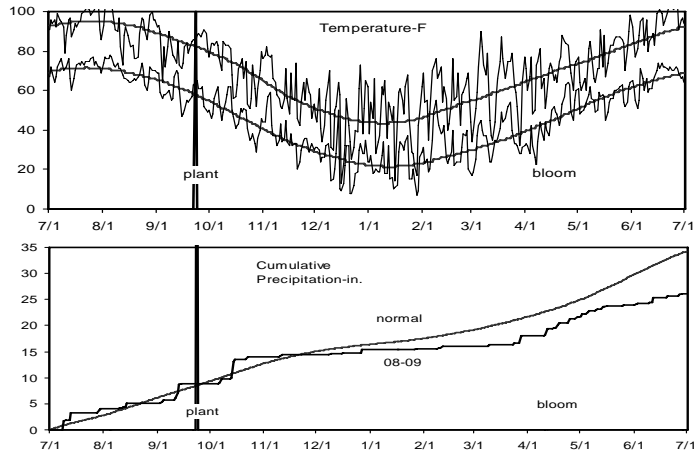 Temperature-F
100
80
60
40
20
0
plant
bloom
7/1 8/1 9/1 10/1 11/1 12/1 1/1 2/1 3/1 4/1 5/1 6/1 7/1
Cumulative
Precipitation-in.
35
30
25
20
15
10
5
0
normal
08-09
plant
bloom
7/1 8/1 9/1 10/1 11/1 12/1 1/1 2/1 3/1 4/1 5/1 6/1 7/1